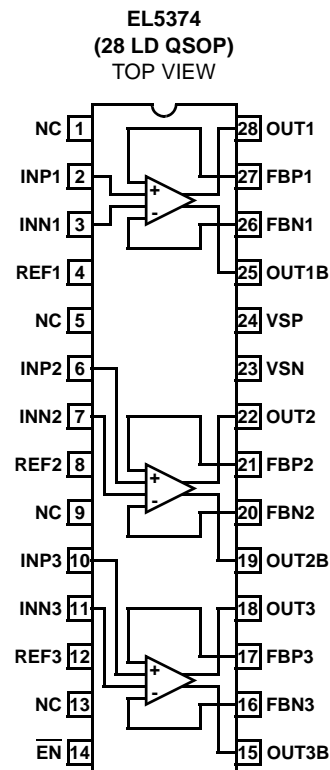 EL5374
(28 LD QSOP)
TOP VIEW
NC 1
28 OUT1
INP1 2
27 FBP1
+
INN1 3
-
26 FBN1
REF1 4
25 OUT1B
NC 5
24 VSP
INP2 6
23 VSN
INN2 7
22 OUT2
REF2 8
21 FBP2
+
NC 9
-
20 FBN2
INP3 10
19 OUT2B
INN3 11
18 OUT3
REF3 12
17 FBP3
+
NC 13
-
16 FBN3
EN 14
15 OUT3B